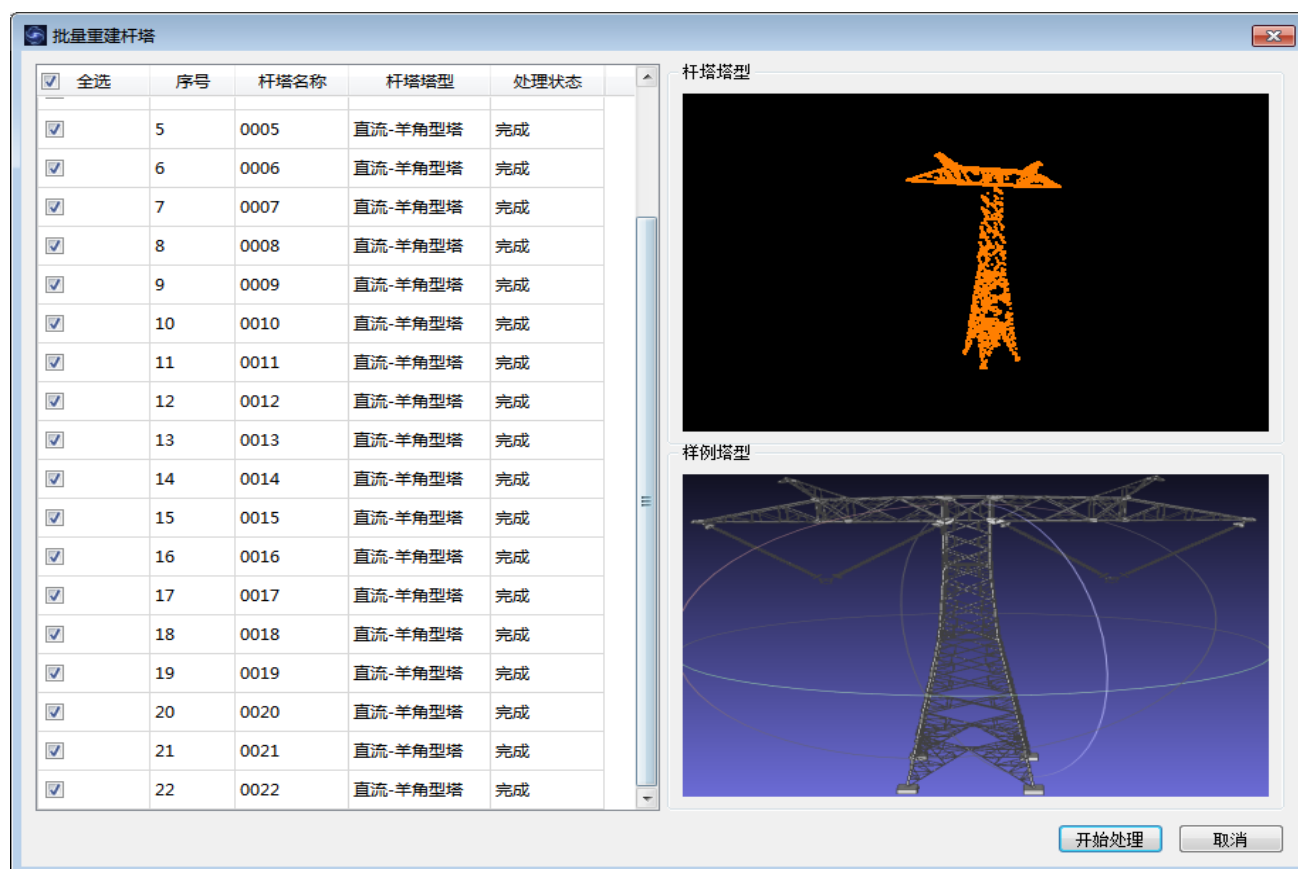 批量重建杆塔
全选 序号 杆塔名称 杆塔塔型 处理状态
5 0005 直流-羊角型塔 完成
6 0006 直流-羊角型塔 完成
7 0007 直流-羊角型塔 完成
8 0008 直流-羊角型塔 完成
9 0009 直流-羊角型塔 完成
10 0010 直流-羊角型塔 完成
11 0011 直流-羊角型塔 完成
12 0012 直流-羊角型塔 完成
13 0013 直流-羊角型塔 完成
14 0014 直流-羊角型塔 完成
15 0015 直流-羊角型塔 完成
16 0016 直流-羊角型塔 完成
17 0017 直流-羊角型塔 完成
18 0018 直流-羊角型塔 完成
19 0019 直流-羊角型塔 完成
20 0020 直流-羊角型塔 完成
21 0021 直流-羊角型塔 完成
22 0022 直流-羊角型塔 完成
杆塔塔型
样例塔型
开始处理 取消